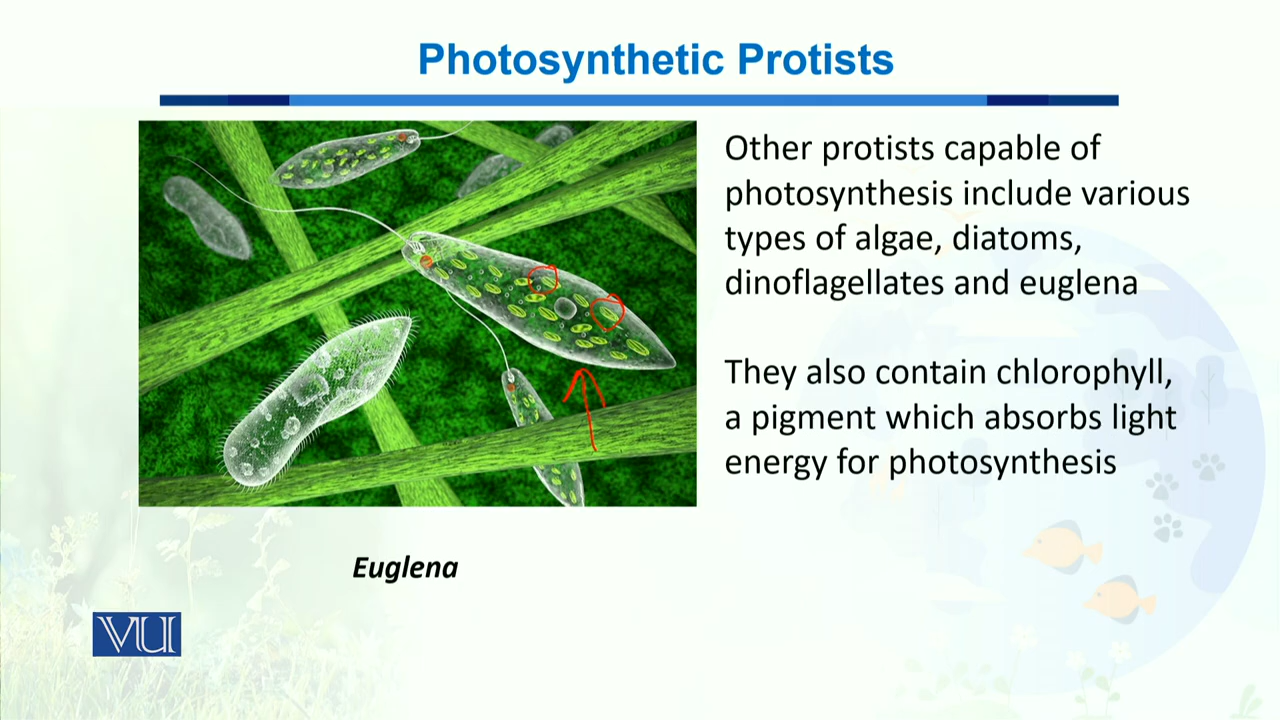 Photosynthetic Protists
Other protists capable of
photosynthesis include various
types of algae, diatoms,
dinoflagellates and euglena
They also contain chlorophyll,
a pigment which absorbs light
energy for photosynthesis
Euglena
VU